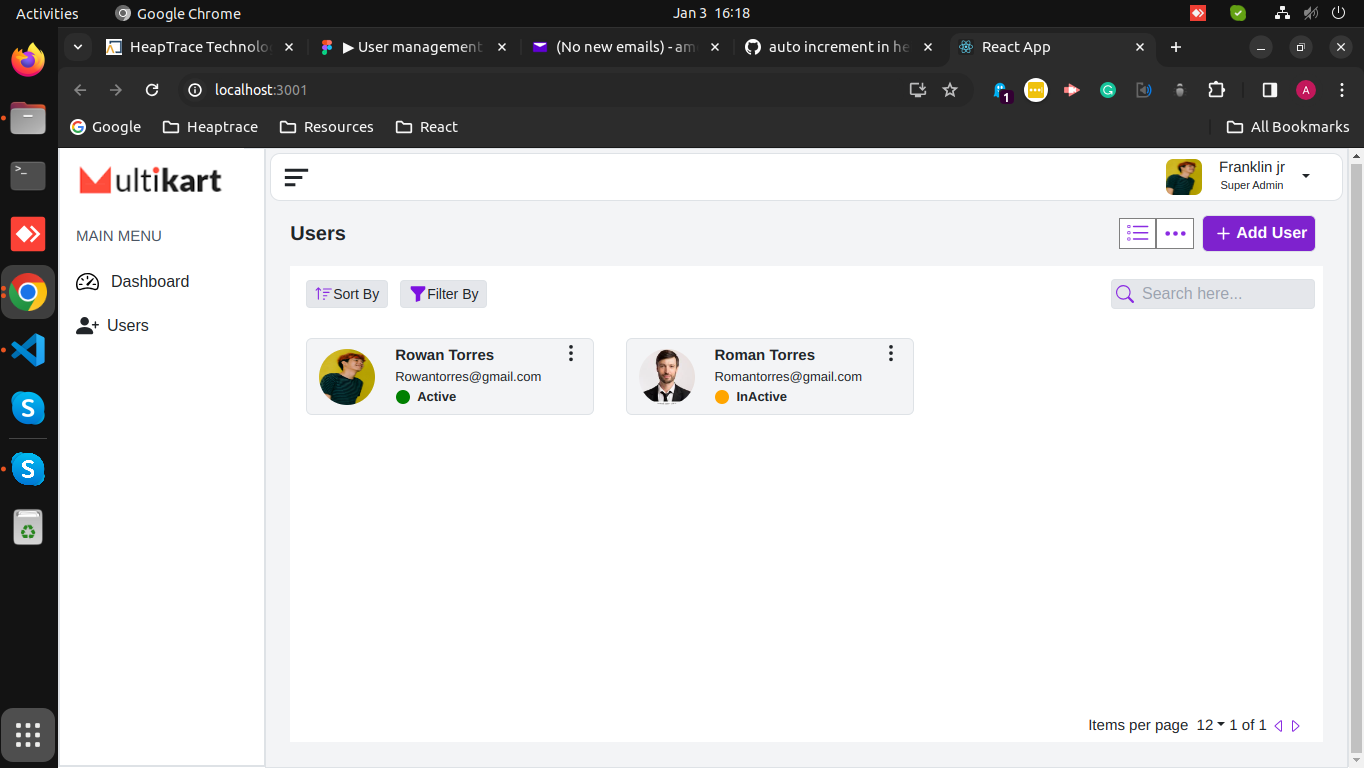 Activities Google Chrome Jan 3 16:18
HeapTrace Technolo ▶ User management (No new emails) - am auto increment in he React App
localhost:3001 1 A
Google Heaptrace Resources React All Bookmarks
Multikart
Franklin jr
Super Admin
MAIN MENU
Dashboard
Users
Users
+ Add User
Sort By Filter By Search here...
Rowan Torres
Rowantorres@gmail.com
Active
Roman Torres
Romantorres@gmail.com
InActive
Items per page 12 1 of 1